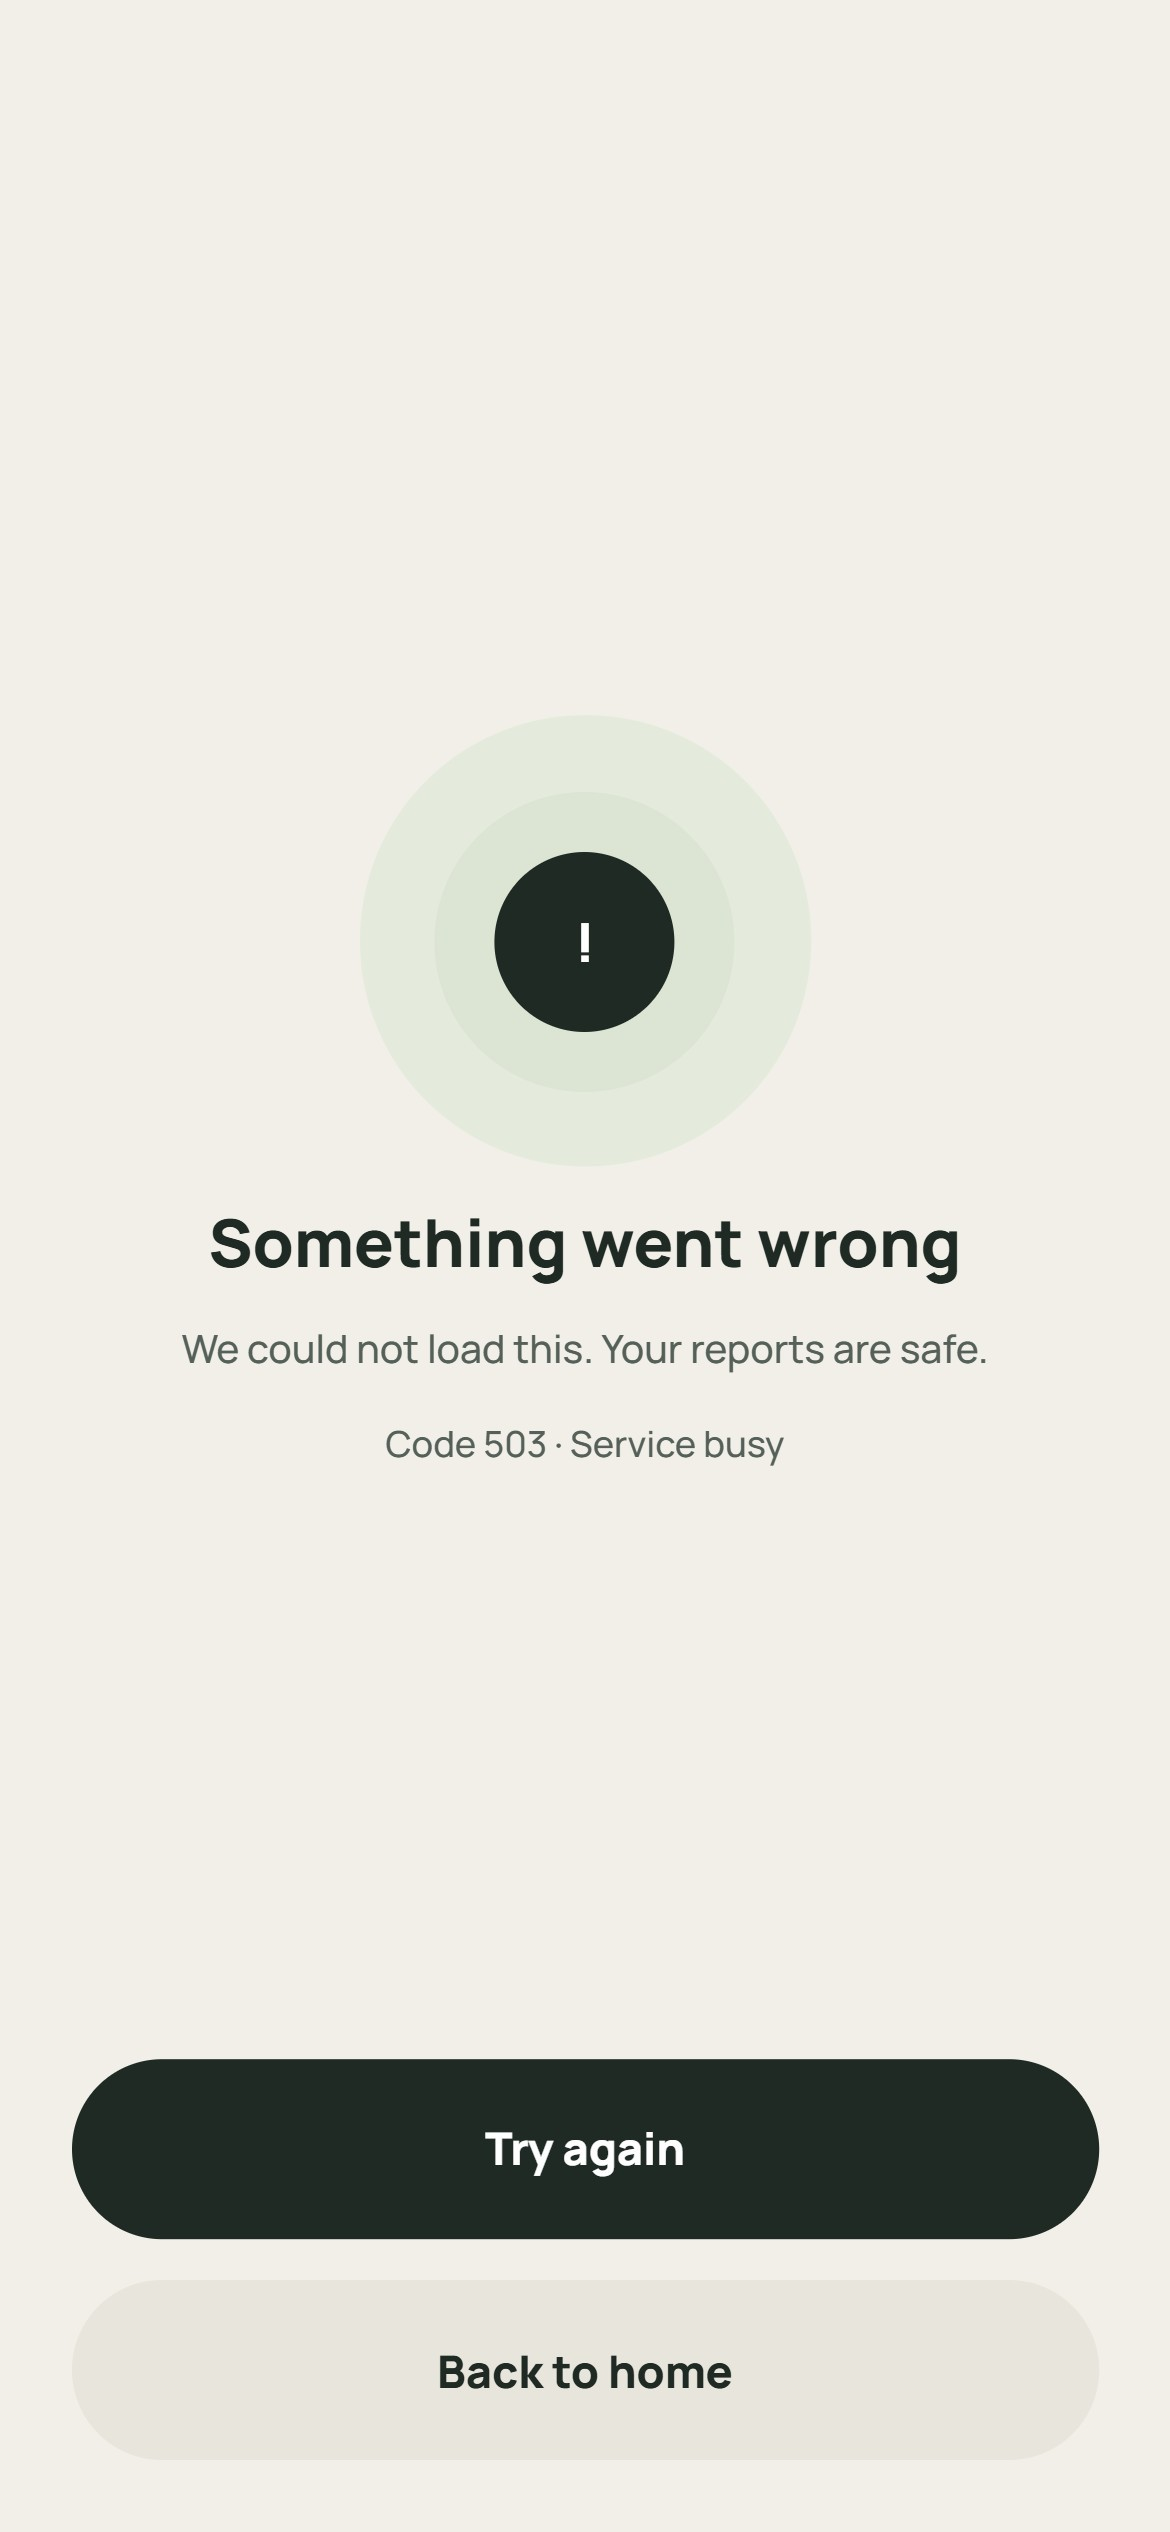 !
Something went wrong
We could not load this. Your reports are safe.
Code 503 · Service busy
Try again
Back to home